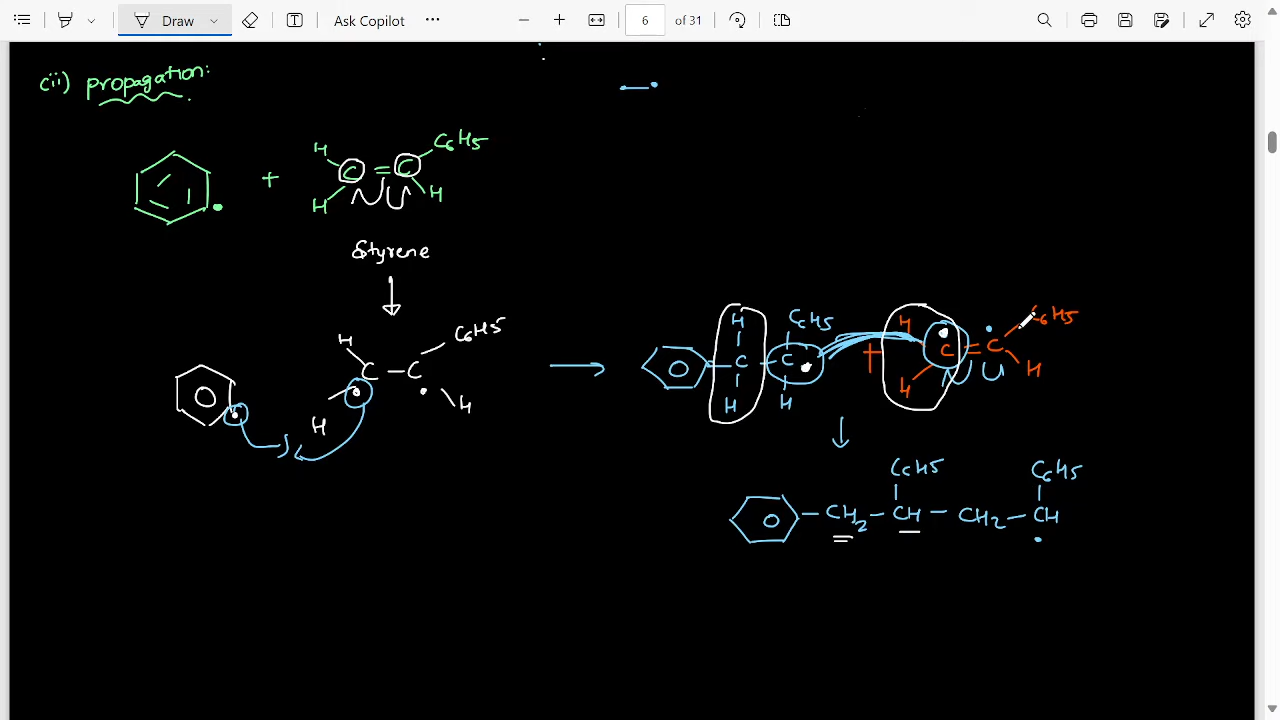 Draw
Ask Copilot
6 of 31
(ii) propagation:
H C6H5
+ C = C
H H
Styrene
H C6H5
C - C
H H
H C6H5 H C6H5
C - C + C = C
H H H H
C6H5 C6H5
- CH2 - CH - CH2 - CH